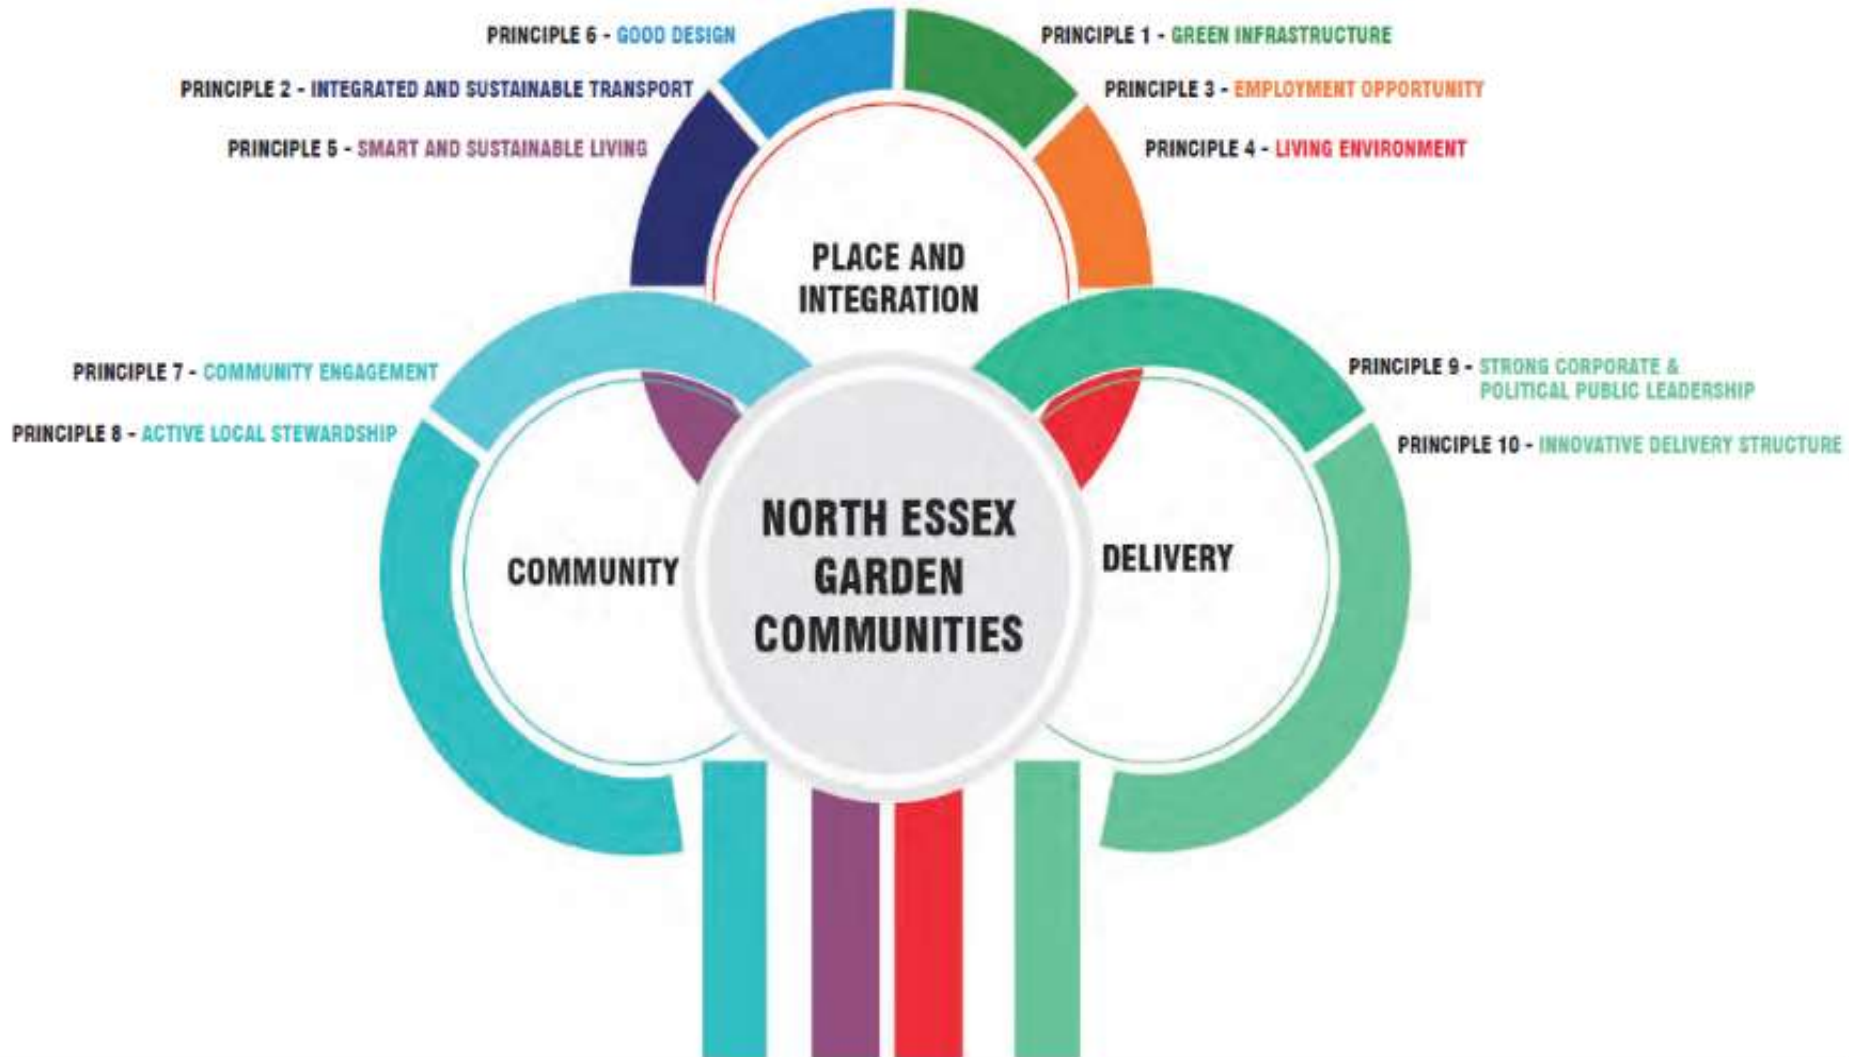 PRINCIPLE 6 - GOOD DESIGN
PRINCIPLE 1 - GREEN INFRASTRUCTURE
PRINCIPLE 2 - INTEGRATED AND SUSTAINABLE TRANSPORT
PRINCIPLE 3 - EMPLOYMENT OPPORTUNITY
PRINCIPLE 5 - SMART AND SUSTAINABLE LIVING
PRINCIPLE 4 - LIVING ENVIRONMENT
PLACE AND
INTEGRATION
PRINCIPLE 7 - COMMUNITY ENGAGEMENT
PRINCIPLE 8 - ACTIVE LOCAL STEWARDSHIP
PRINCIPLE 9 - STRONG CORPORATE &
POLITICAL PUBLIC LEADERSHIP
PRINCIPLE 10 - INNOVATIVE DELIVERY STRUCTURE
COMMUNITY
NORTH ESSEX
GARDEN
COMMUNITIES
DELIVERY